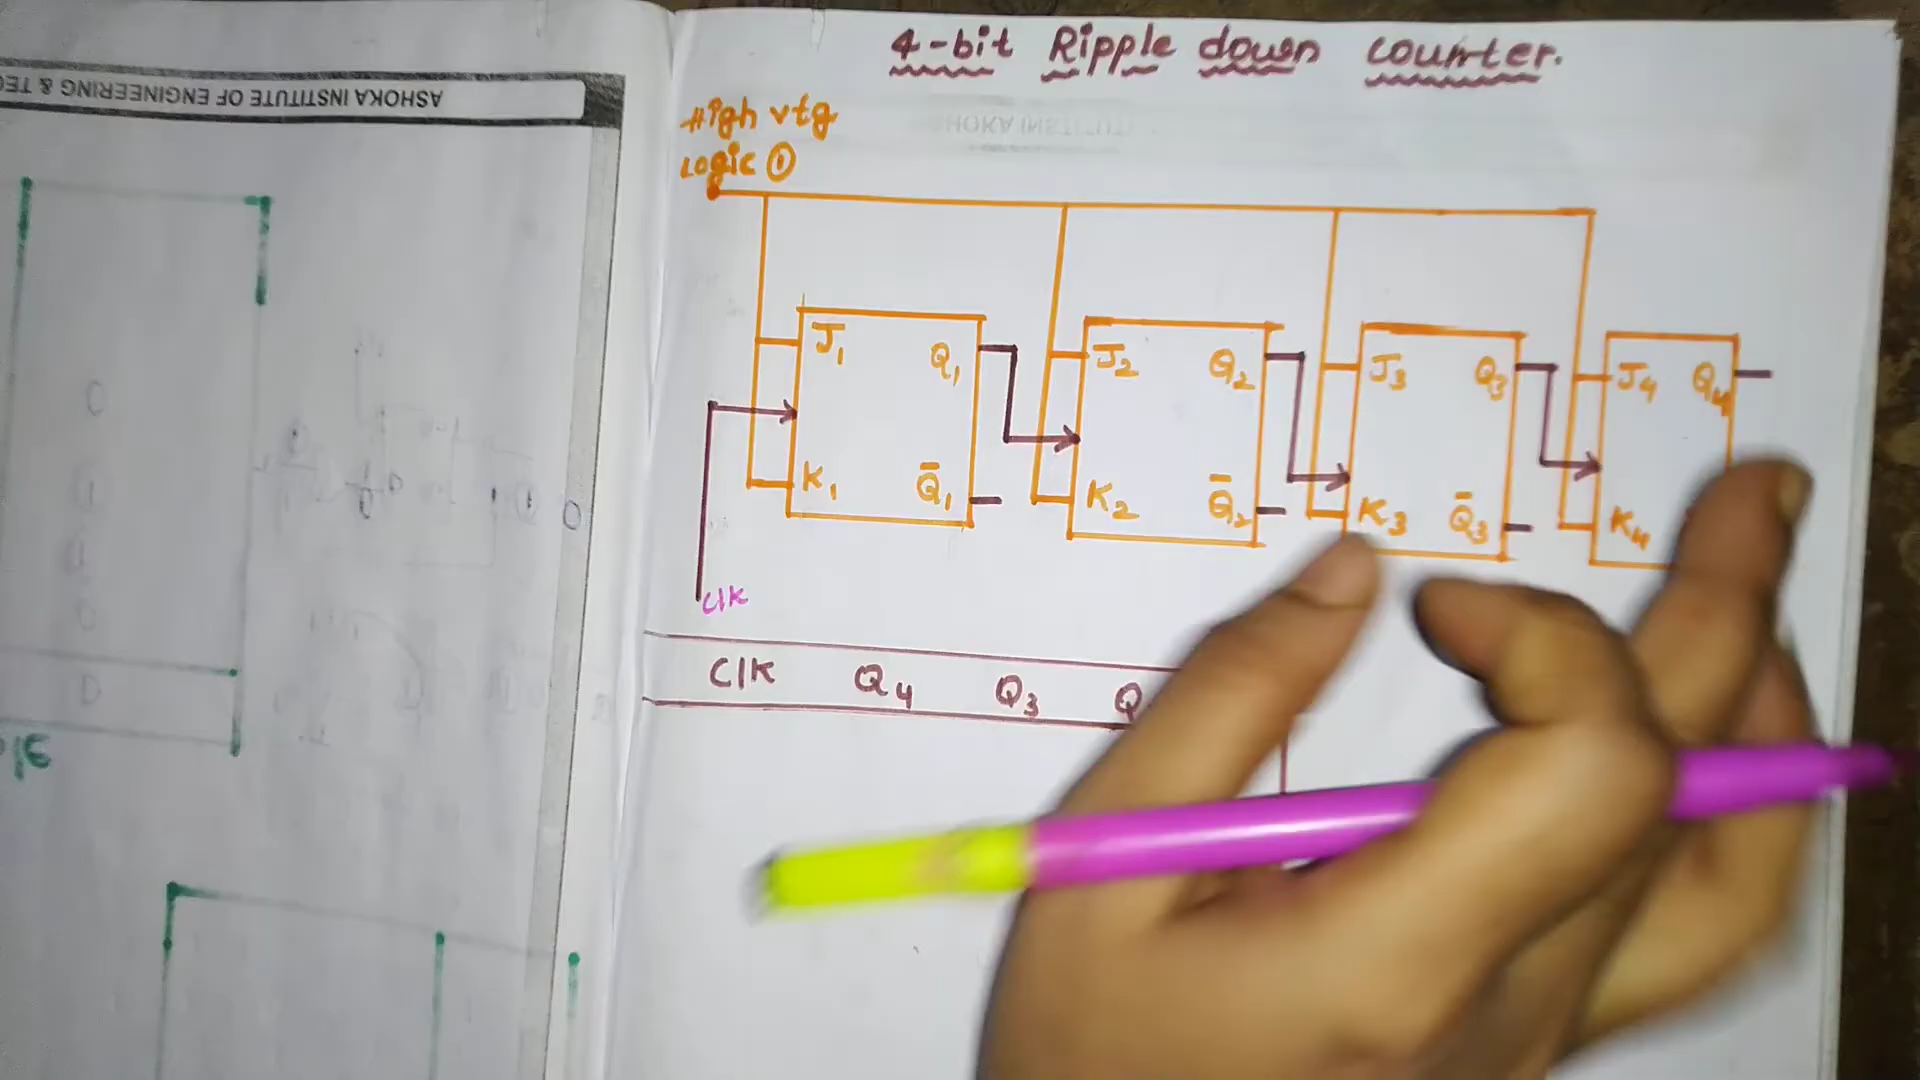 4-bit Ripple down counter.
High vtg
Logic 1
J1 Q1 J2 Q2 J3 Q3 J4 Q4
K1 Q̄1 K2 Q̄2 K3 Q̄3 K4
Clk
Clk Q4 Q3 Q
ASHOKA INSTITUTE OF ENGINEERING & TEC